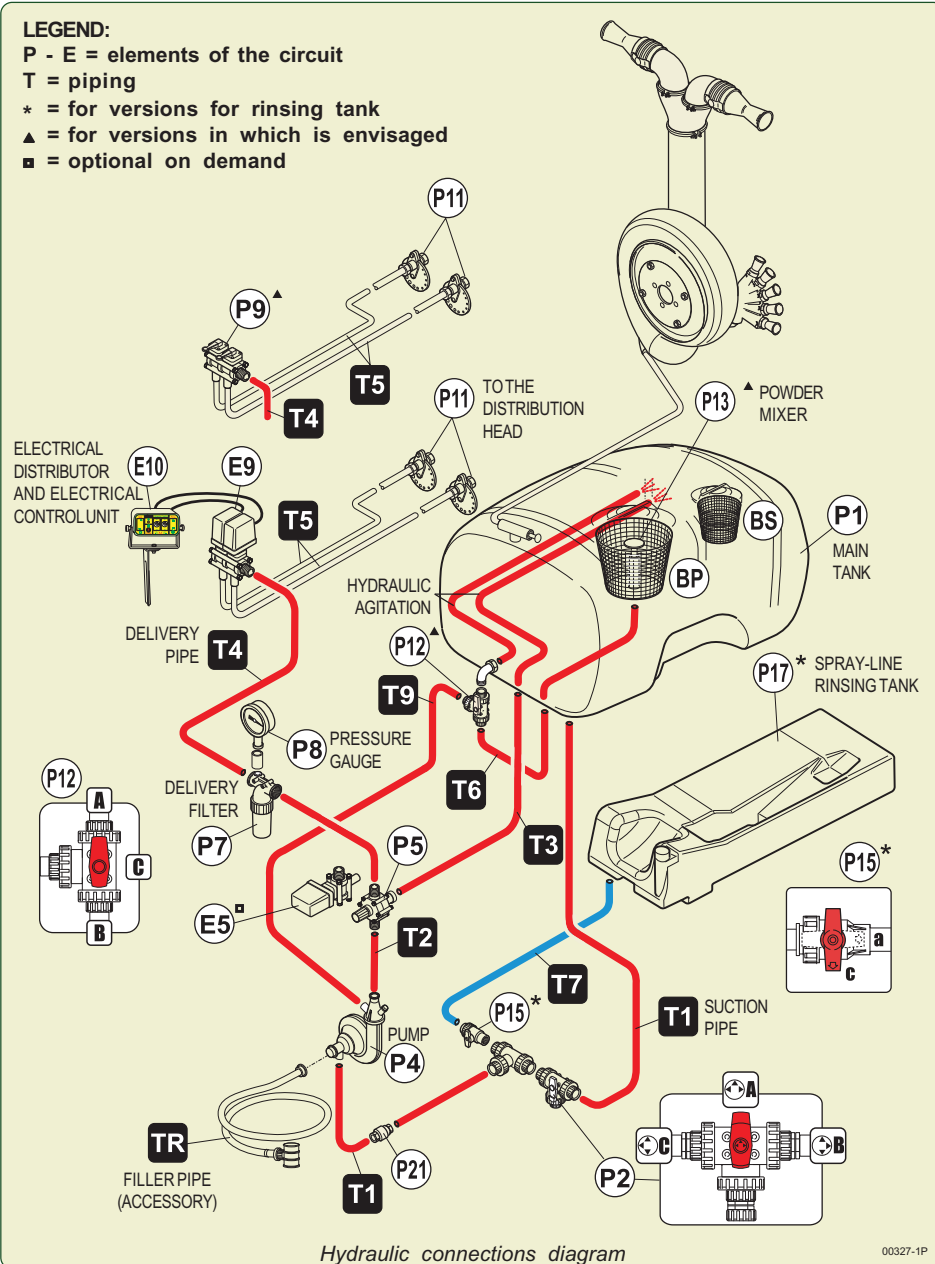 LEGEND:
P - E = elements of the circuit
T = piping
* = for versions for rinsing tank
▲ = for versions in which is envisaged
◘ = optional on demand
P11
P9 ▲
T5
T4
P11
TO THE
DISTRIBUTION
HEAD
P13
▲ POWDER
MIXER
ELECTRICAL
DISTRIBUTOR
AND ELECTRICAL
CONTROL UNIT
E10
E9
T5
BS
P1
MAIN
TANK
BP
HYDRAULIC
AGITATION
DELIVERY
PIPE
T4
P12 ▲
P17 * SPRAY-LINE
RINSING TANK
T9
P8
PRESSURE
GAUGE
P12
A
C
B
DELIVERY
FILTER
P7
T6
T3
P5
P15 *
a
C
E5 ◘
T2
T7
P15 *
T1
SUCTION
PIPE
PUMP
P4
TR
FILLER PIPE
(ACCESSORY)
T1
P21
P2
A
C
B
Hydraulic connections diagram
00327-1P